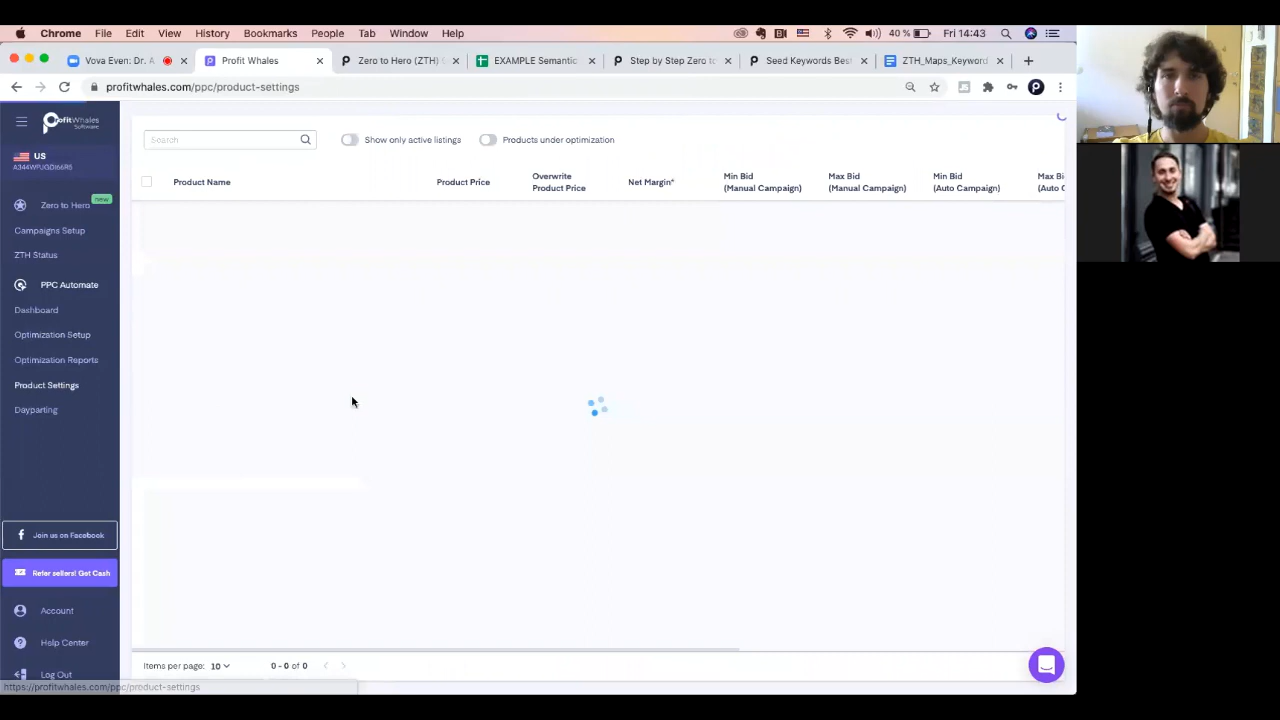 Chrome File Edit View History Bookmarks People Tab Window Help 40 % Fri 14:43
Vova Even: Dr. A Profit Whales Zero to Hero (ZTH) EXAMPLE Semantic Step by Step Zero to Seed Keywords Best ZTH_Maps_Keyword
profitwhales.com/ppc/product-settings
ProfitWhales
Software
US
Search
Show only active listings
Products under optimization
Product Name
Product Price
Overwrite
Product Price
Net Margin*
Min Bid
(Manual Campaign)
Max Bid
(Manual Campaign)
Min Bid
(Auto Campaign)
Max Bi
(Auto C
Zero to Hero new
Campaigns Setup
ZTH Status
PPC Automate
Dashboard
Optimization Setup
Optimization Reports
Product Settings
Dayparting
Join us on Facebook
Refer sellers! Get Cash
Account
Help Center
Log Out
Items per page: 10
0 - 0 of 0
https://profitwhales.com/ppc/product-settings